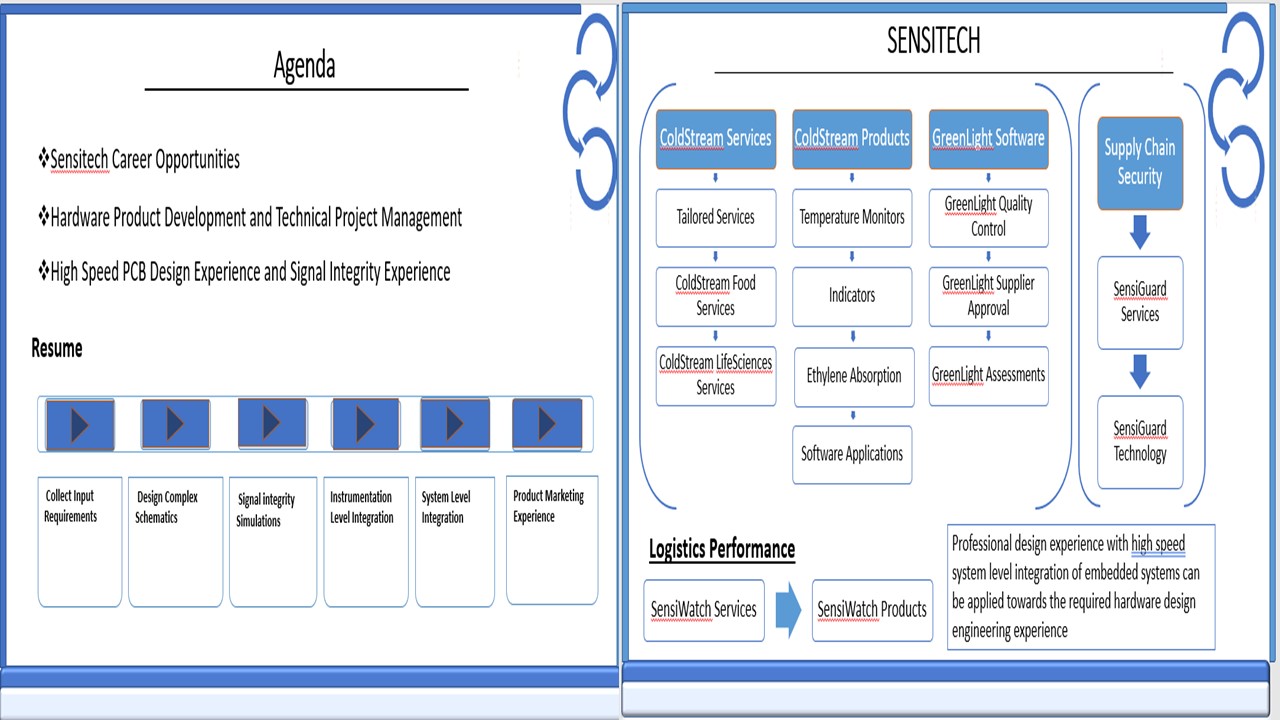 Agenda
❖Sensitech Career Opportunities
❖Hardware Product Development and Technical Project Management
❖High Speed PCB Design Experience and Signal Integrity Experience
Resume
Collect Input
Requirements
Design Complex
Schematics
Signal integrity
Simulations
Instrumentation
Level Integration
System Level
Integration
Product Marketing
Experience
SENSITECH
ColdStream Services
Tailored Services
ColdStream Food
Services
ColdStream LifeSciences
Services
ColdStream Products
Temperature Monitors
Indicators
Ethylene Absorption
Software Applications
GreenLight Software
GreenLight Quality
Control
GreenLight Supplier
Approval
GreenLight Assessments
Supply Chain
Security
SensiGuard
Services
SensiGuard
Technology
Logistics Performance
SensiWatch Services
SensiWatch Products
Professional design experience with high speed
system level integration of embedded systems can
be applied towards the required hardware design
engineering experience